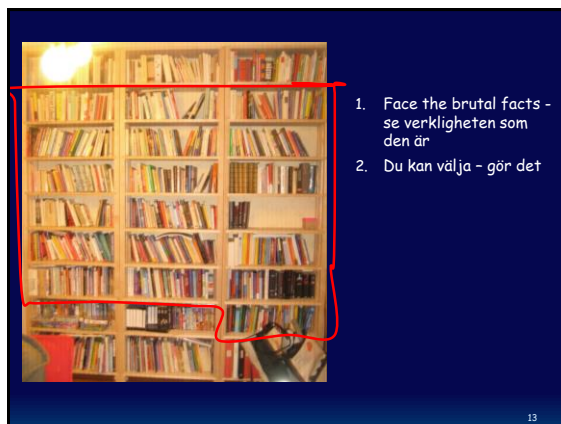 1. Face the brutal facts -
se verkligheten som
den är
2. Du kan välja – gör det
13